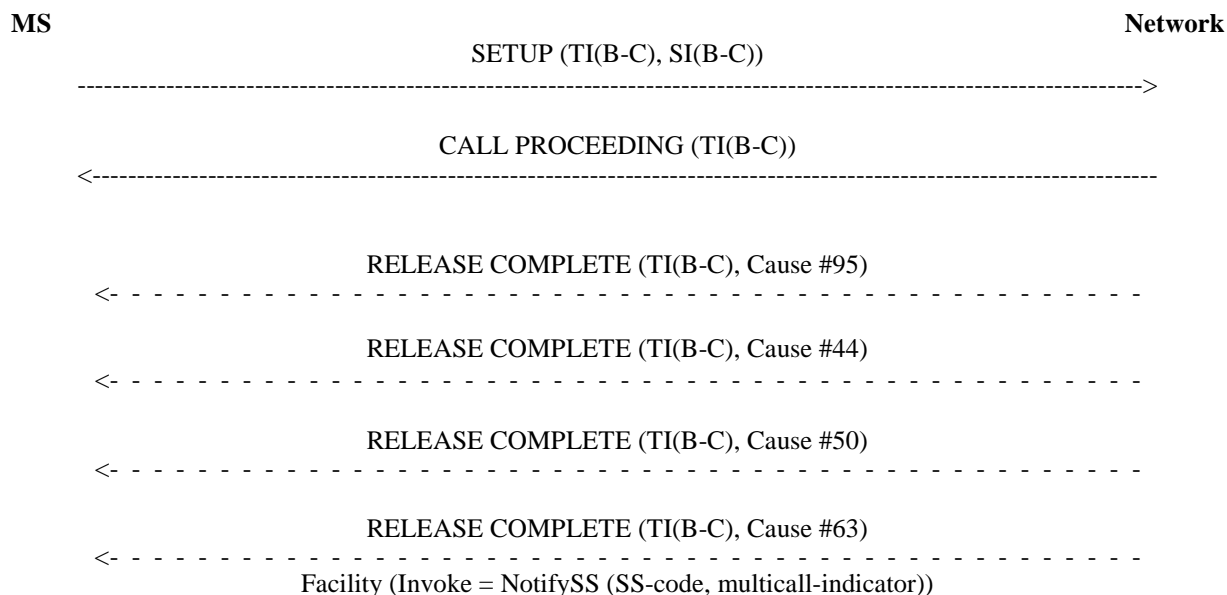 MS Network
SETUP (TI(B-C), SI(B-C))
------------------------------------------------------------------------------------------------------------------------>
CALL PROCEEDING (TI(B-C))
<------------------------------------------------------------------------------------------------------------------------
RELEASE COMPLETE (TI(B-C), Cause #95)
<- - - - - - - - - - - - - - - - - - - - - - - - - - - - - - - - - - - - - - - - - - - - - - - -
RELEASE COMPLETE (TI(B-C), Cause #44)
<- - - - - - - - - - - - - - - - - - - - - - - - - - - - - - - - - - - - - - - - - - - - - - - -
RELEASE COMPLETE (TI(B-C), Cause #50)
<- - - - - - - - - - - - - - - - - - - - - - - - - - - - - - - - - - - - - - - - - - - - - - - -
RELEASE COMPLETE (TI(B-C), Cause #63)
<- - - - - - - - - - - - - - - - - - - - - - - - - - - - - - - - - - - - - - - - - - - - - - - -
Facility (Invoke = NotifySS (SS-code, multicall-indicator))